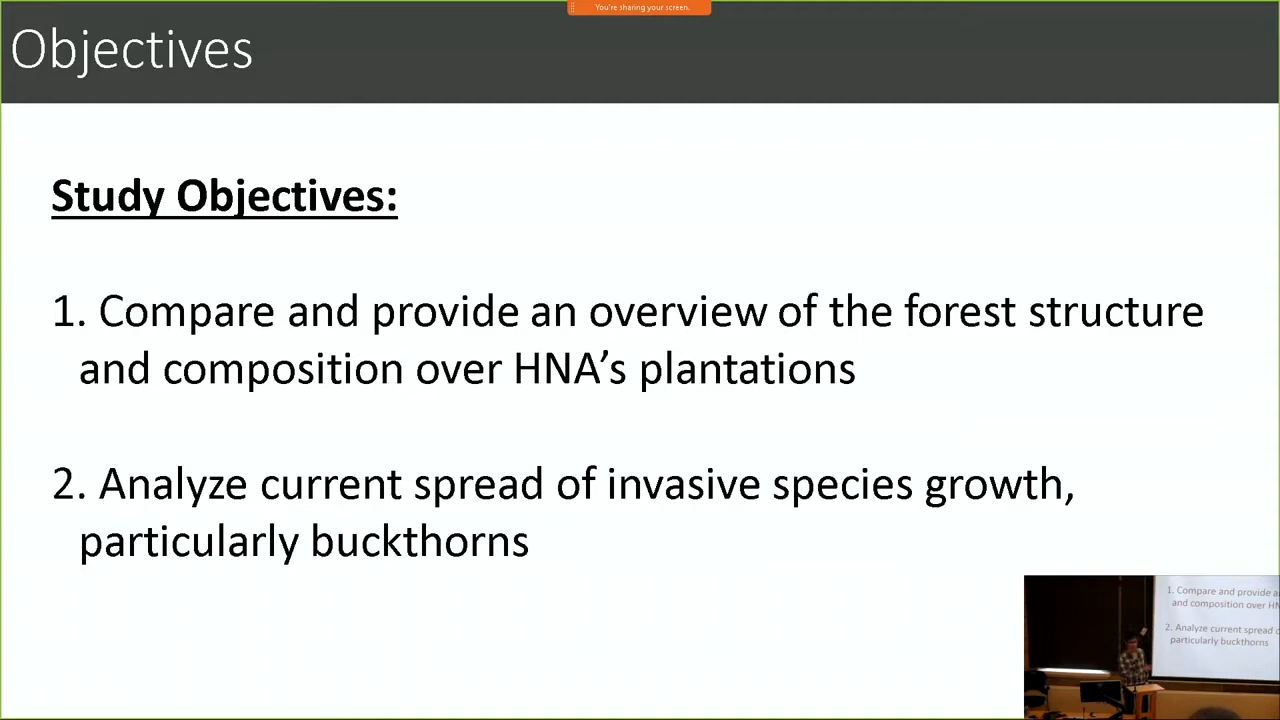 You're sharing your screen.
Objectives
Study Objectives:
1. Compare and provide an overview of the forest structure
and composition over HNA’s plantations
2. Analyze current spread of invasive species growth,
particularly buckthorns
1. Compare and provide a
and composition over HN
2. Analyze current spread o
particularly buckthorns